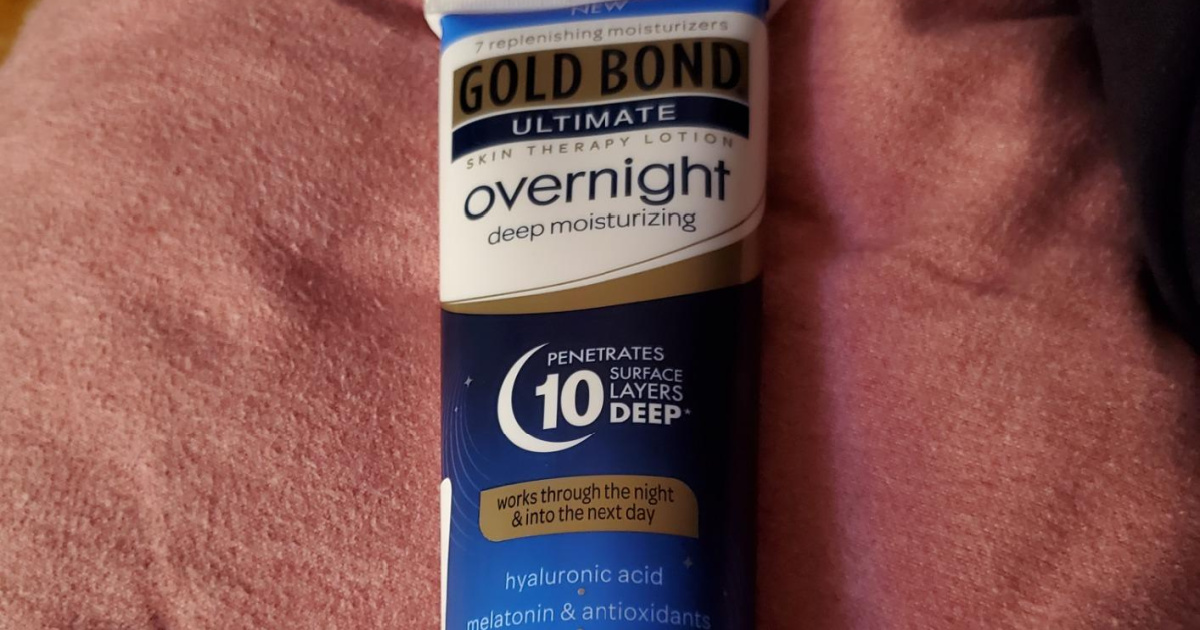 NEW
7 replenishing moisturizers
GOLD BOND
ULTIMATE
SKIN THERAPY LOTION
overnight
deep moisturizing
PENETRATES
10 SURFACE
LAYERS
DEEP*
works through the night
& into the next day
hyaluronic acid
melatonin & antioxidants